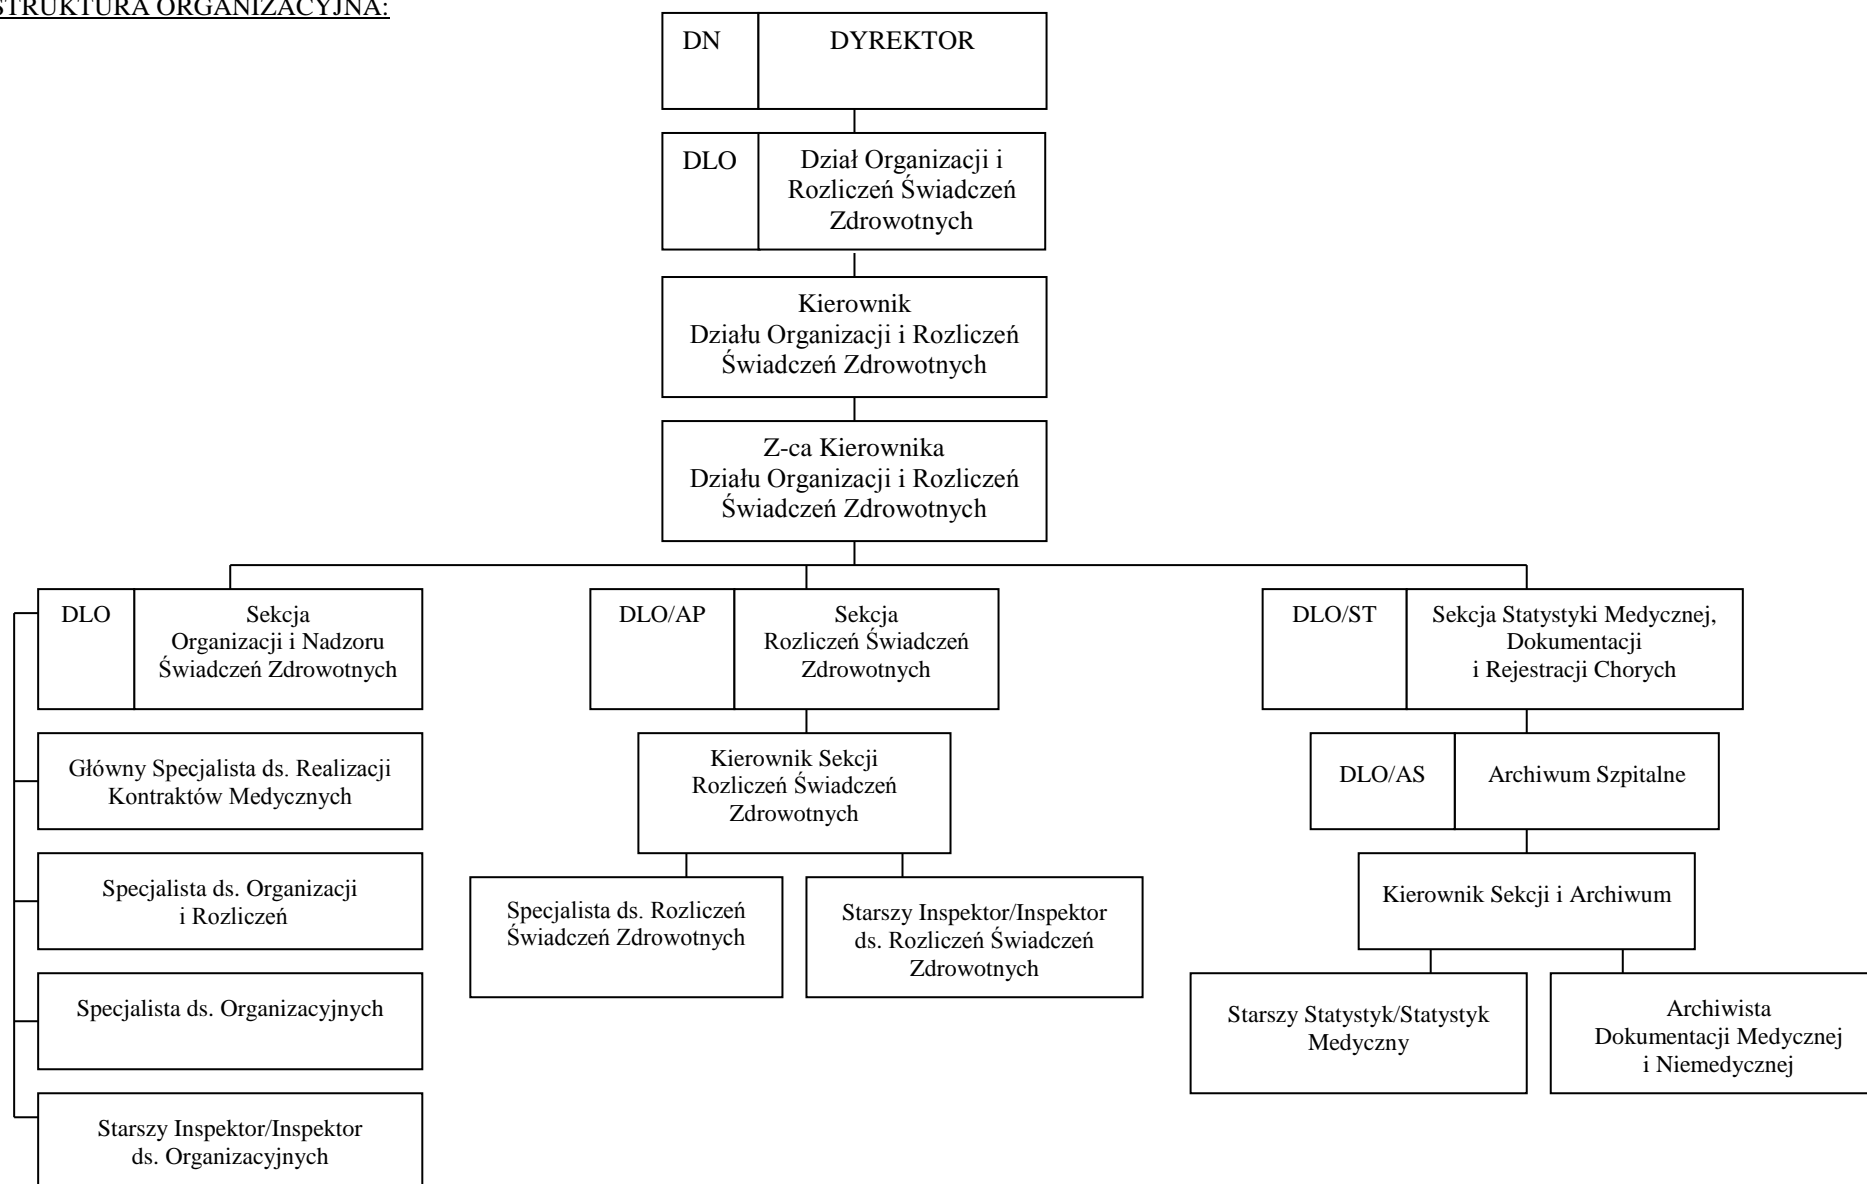 STRUKTURA ORGANIZACYJNA:
DN
DYREKTOR
DLO
Dział Organizacji i
Rozliczeń Świadczeń
Zdrowotnych
Kierownik
Działu Organizacji i Rozliczeń
Świadczeń Zdrowotnych
Z-ca Kierownika
Działu Organizacji i Rozliczeń
Świadczeń Zdrowotnych
DLO
Sekcja
Organizacji i Nadzoru
Świadczeń Zdrowotnych
Główny Specjalista ds. Realizacji
Kontraktów Medycznych
Specjalista ds. Organizacji
i Rozliczeń
Specjalista ds. Organizacyjnych
Starszy Inspektor/Inspektor
ds. Organizacyjnych
DLO/AP
Sekcja
Rozliczeń Świadczeń
Zdrowotnych
Kierownik Sekcji
Rozliczeń Świadczeń
Zdrowotnych
Specjalista ds. Rozliczeń
Świadczeń Zdrowotnych
Starszy Inspektor/Inspektor
ds. Rozliczeń Świadczeń
Zdrowotnych
DLO/ST
Sekcja Statystyki Medycznej,
Dokumentacji
i Rejestracji Chorych
DLO/AS
Archiwum Szpitalne
Kierownik Sekcji i Archiwum
Starszy Statystyk/Statystyk
Medyczny
Archiwista
Dokumentacji Medycznej
i Niemedycznej